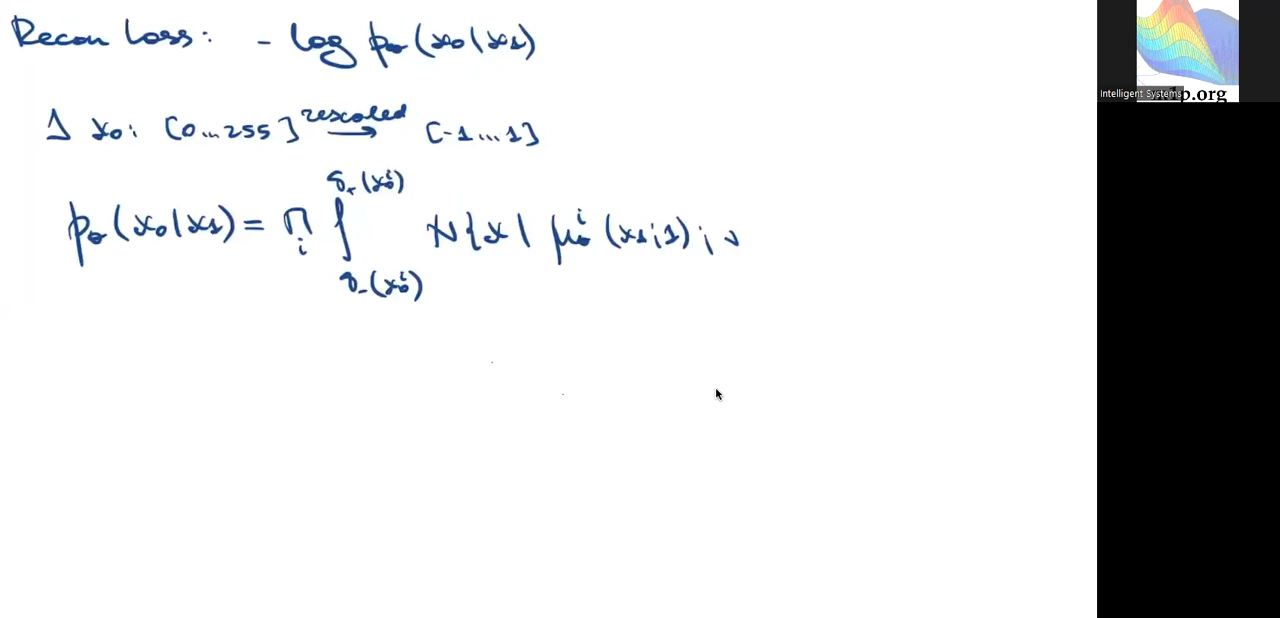 Recon Loss: - log pθ(x₀|x₁)
Δ x₀: [0...255] rescaled → [-1...1]
pθ(x₀|x₁) = Π_i ∫_{δ₋(x₀ⁱ)}^{δ₊(x₀ⁱ)} N{x | μθⁱ(x₁;1);
Intelligent Systems
p.org